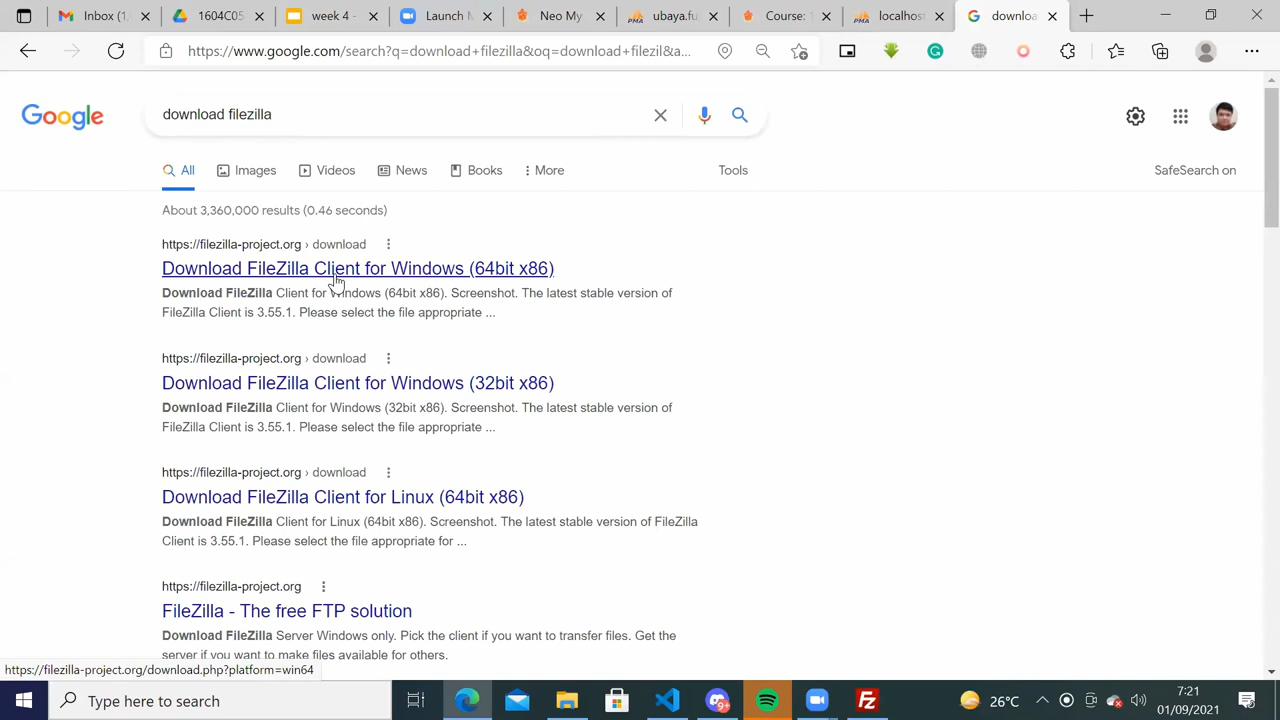 Inbox (1,
1604C05
week 4 -
Launch M
Neo My
ubaya.fu
Course: 1
localhos
downloa
https://www.google.com/search?q=download+filezilla&oq=download+filezil&a...
Google
download filezilla
All
Images
Videos
News
Books
More
Tools
SafeSearch on
About 3,360,000 results (0.46 seconds)
https://filezilla-project.org › download
Download FileZilla Client for Windows (64bit x86)
Download FileZilla Client for Windows (64bit x86). Screenshot. The latest stable version of
FileZilla Client is 3.55.1. Please select the file appropriate ...
https://filezilla-project.org › download
Download FileZilla Client for Windows (32bit x86)
Download FileZilla Client for Windows (32bit x86). Screenshot. The latest stable version of
FileZilla Client is 3.55.1. Please select the file appropriate ...
https://filezilla-project.org › download
Download FileZilla Client for Linux (64bit x86)
Download FileZilla Client for Linux (64bit x86). Screenshot. The latest stable version of FileZilla
Client is 3.55.1. Please select the file appropriate for ...
https://filezilla-project.org
FileZilla - The free FTP solution
Download FileZilla Server Windows only. Pick the client if you want to transfer files. Get the
server if you want to make files available for others.
https://filezilla-project.org/download.php?platform=win64
Type here to search
9+
26°C
7:21
01/09/2021